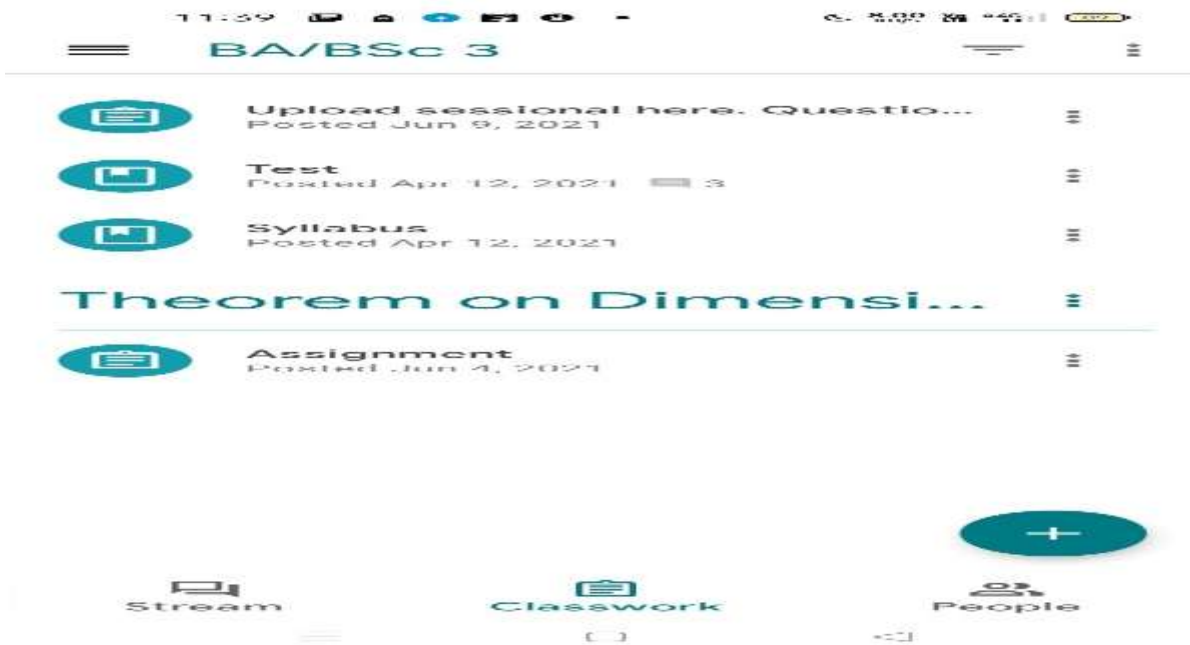 11:39
BA/BSc 3
Upload sessional here. Questio...
Posted Jun 9, 2021
Test
Posted Apr 12, 2021 3
Syllabus
Posted Apr 12, 2021
Theorem on Dimensi...
Assignment
Posted Jun 4, 2021
Stream
Classwork
People